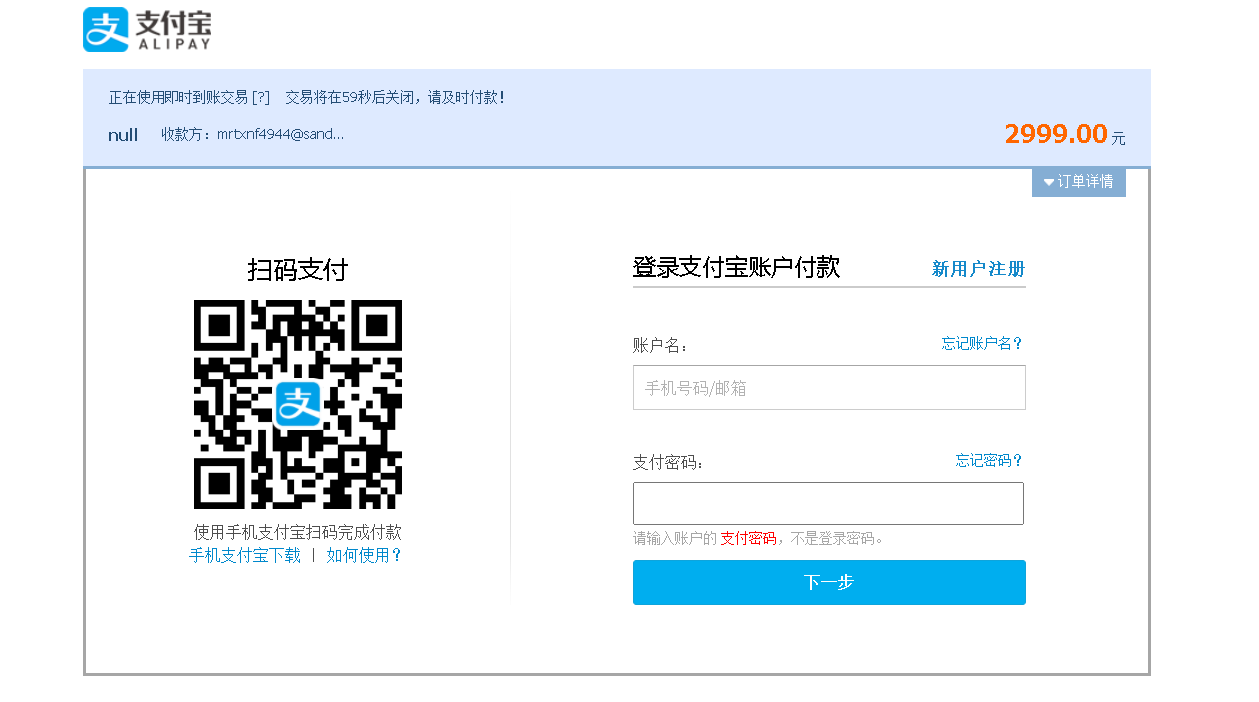 支付宝
ALIPAY
正在使用即时到账交易 [?] 交易将在59秒后关闭，请及时付款！
null 收款方：mrtxnf4944@sand... 2999.00 元
订单详情
扫码支付
使用手机支付宝扫码完成付款
手机支付宝下载 | 如何使用？
登录支付宝账户付款 新用户注册
账户名： 忘记账户名？
手机号码/邮箱
支付密码： 忘记密码？
请输入账户的 支付密码，不是登录密码。
下一步